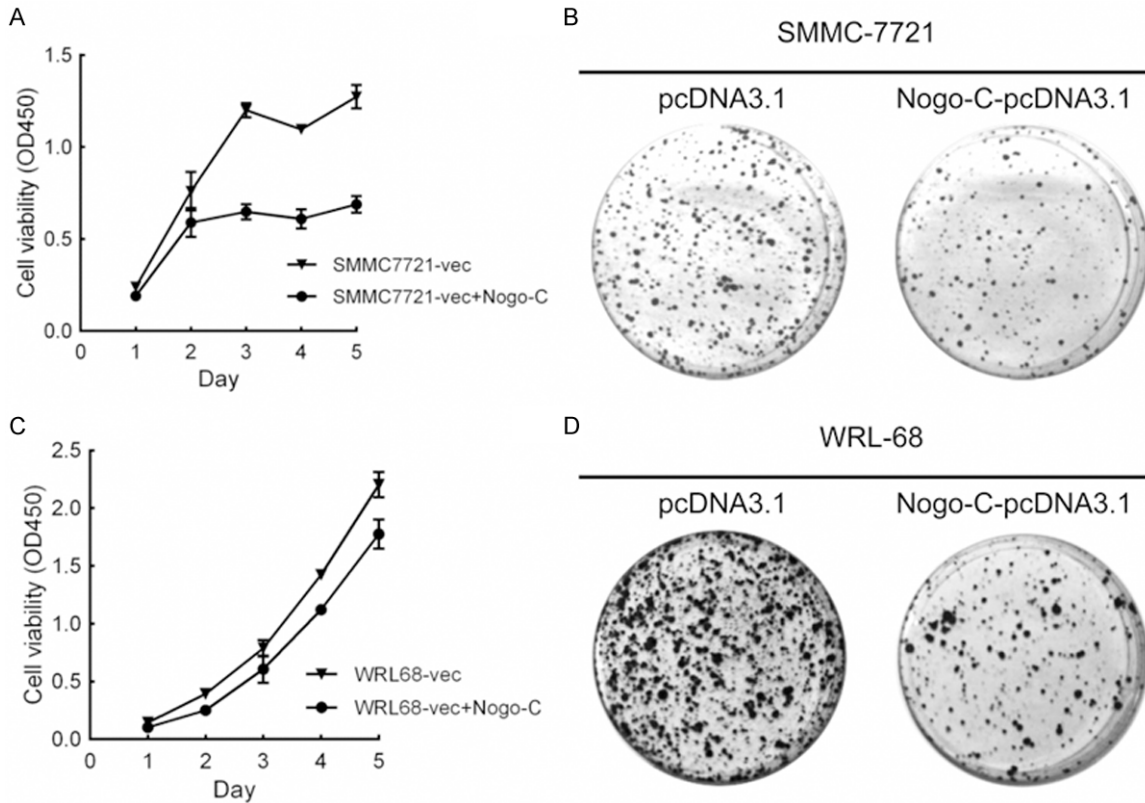 A
Cell viability (OD450)
1.5
1.0
0.5
0.0
0 1 2 3 4 5
Day
SMMC7721-vec
SMMC7721-vec+Nogo-C
B
SMMC-7721
pcDNA3.1 Nogo-C-pcDNA3.1
C
Cell viability (OD450)
2.5
2.0
1.5
1.0
0.5
0.0
0 1 2 3 4 5
Day
WRL68-vec
WRL68-vec+Nogo-C
D
WRL-68
pcDNA3.1 Nogo-C-pcDNA3.1